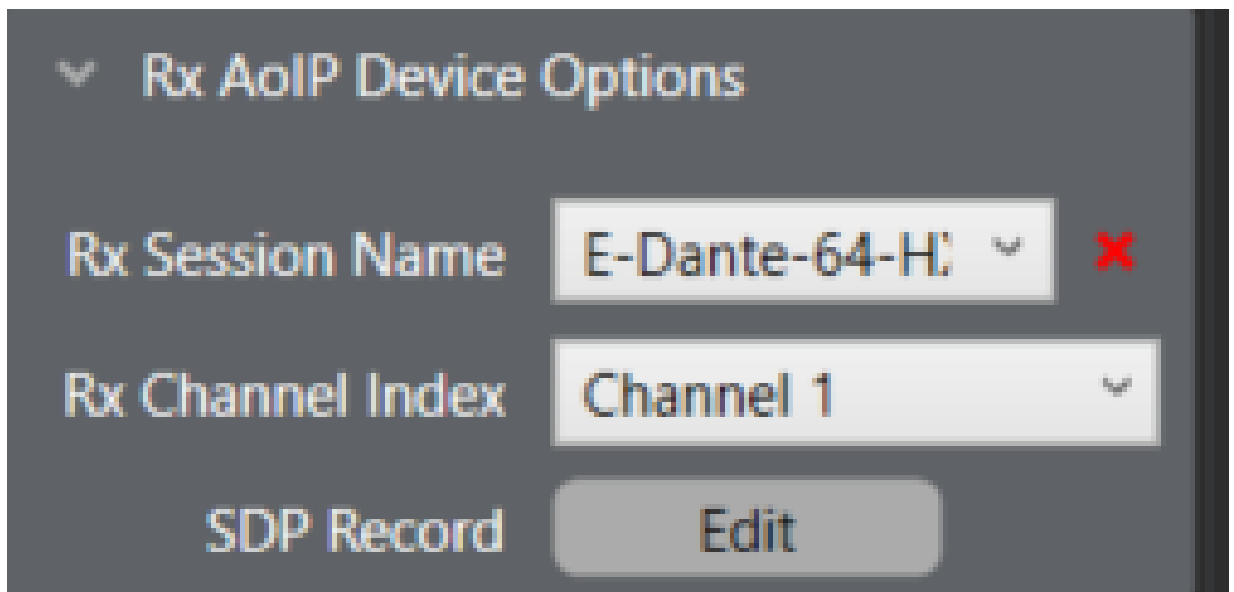 Rx AoIP Device Options
Rx Session Name E-Dante-64-H
Rx Channel Index Channel 1
SDP Record Edit